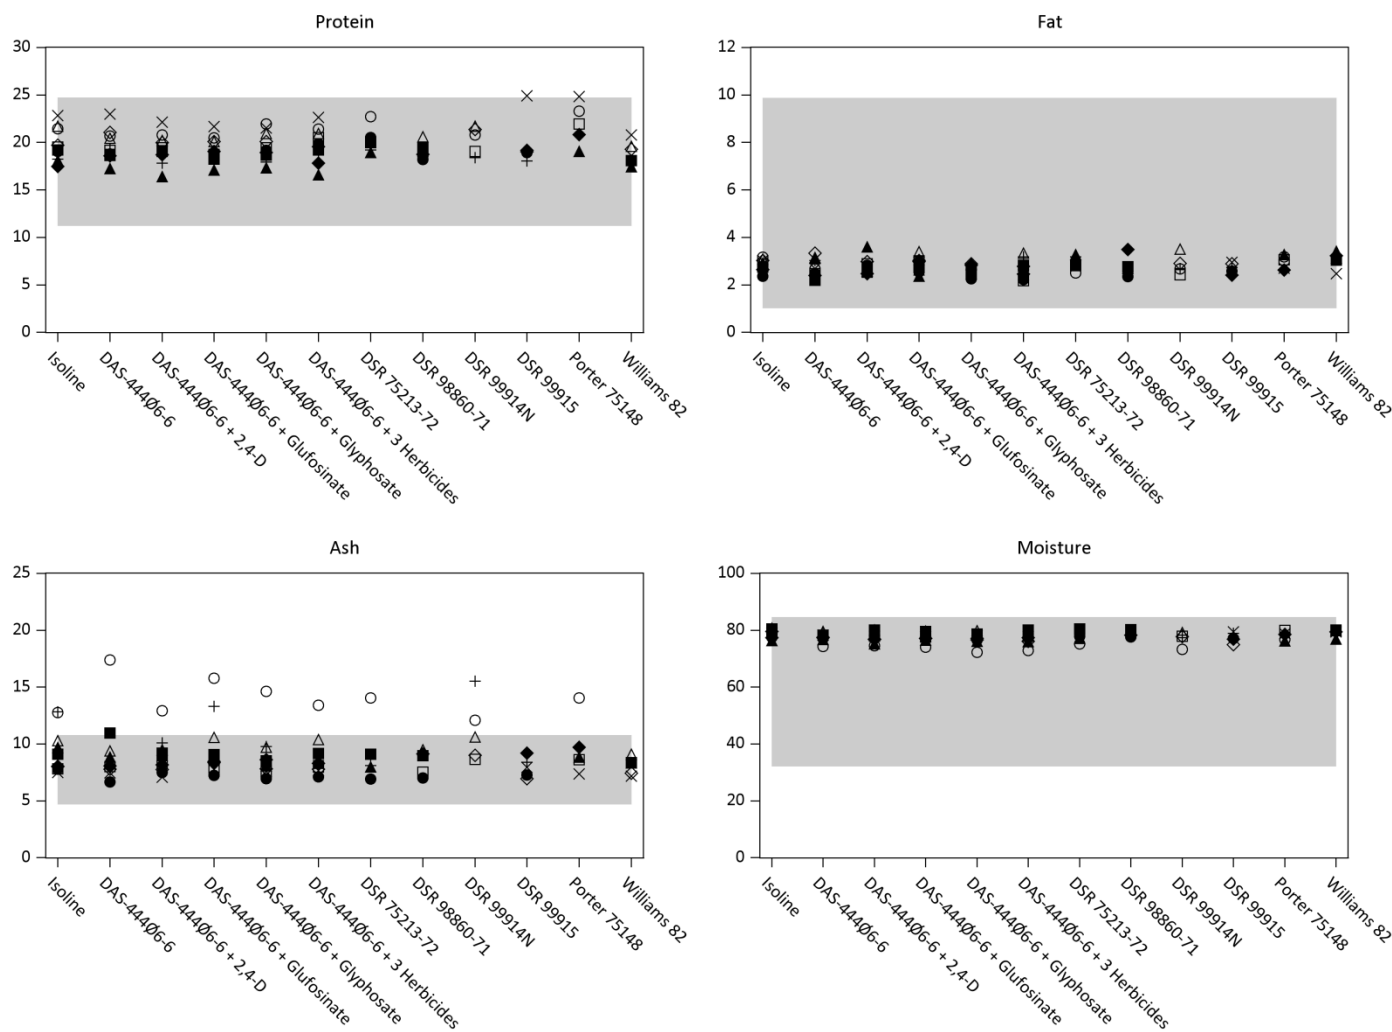 Protein
30
25
20
15
10
5
0
Isoline
DAS-444Ø6-6
DAS-444Ø6-6 + 2,4-D
DAS-444Ø6-6 + Glufosinate
DAS-444Ø6-6 + Glyphosate
DAS-444Ø6-6 + 3 Herbicides
DSR 75213-72
DSR 98860-71
DSR 99914N
DSR 99915
Porter 75148
Williams 82
Fat
12
10
8
6
4
2
0
Isoline
DAS-444Ø6-6
DAS-444Ø6-6 + 2,4-D
DAS-444Ø6-6 + Glufosinate
DAS-444Ø6-6 + Glyphosate
DAS-444Ø6-6 + 3 Herbicides
DSR 75213-72
DSR 98860-71
DSR 99914N
DSR 99915
Porter 75148
Williams 82
Ash
25
20
15
10
5
0
Isoline
DAS-444Ø6-6
DAS-444Ø6-6 + 2,4-D
DAS-444Ø6-6 + Glufosinate
DAS-444Ø6-6 + Glyphosate
DAS-444Ø6-6 + 3 Herbicides
DSR 75213-72
DSR 98860-71
DSR 99914N
DSR 99915
Porter 75148
Williams 82
Moisture
100
80
60
40
20
0
Isoline
DAS-444Ø6-6
DAS-444Ø6-6 + 2,4-D
DAS-444Ø6-6 + Glufosinate
DAS-444Ø6-6 + Glyphosate
DAS-444Ø6-6 + 3 Herbicides
DSR 75213-72
DSR 98860-71
DSR 99914N
DSR 99915
Porter 75148
Williams 82